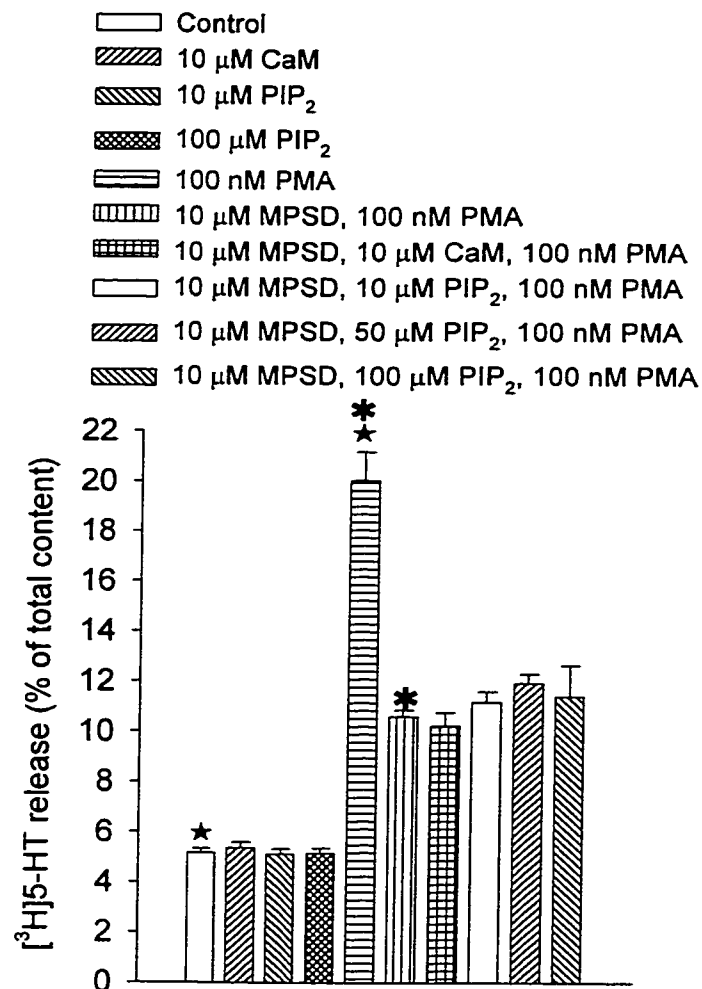 Control
10 µM CaM
10 µM PIP₂
100 µM PIP₂
100 nM PMA
10 µM MPSD, 100 nM PMA
10 µM MPSD, 10 µM CaM, 100 nM PMA
10 µM MPSD, 10 µM PIP₂, 100 nM PMA
10 µM MPSD, 50 µM PIP₂, 100 nM PMA
10 µM MPSD, 100 µM PIP₂, 100 nM PMA
[³H]5-HT release (% of total content)
22
20
18
16
14
12
10
8
6
4
2
0